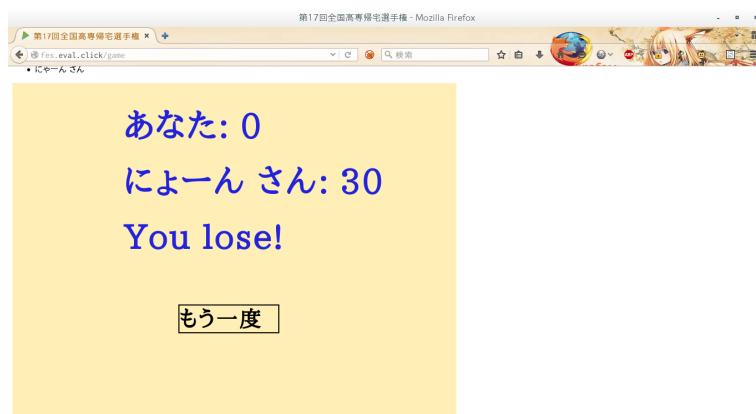 第17回全国高専帰宅選手権 - Mozilla Firefox
第17回全国高専帰宅選手権
fes.eval.click/game
検索
にゃーん さん
あなた: 0
にょーん さん: 30
You lose!
もう一度